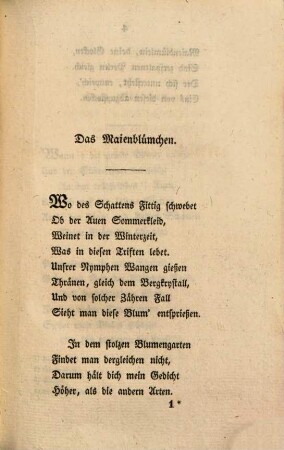 Das Maienblümchen.
Wo des Schattens Fittig schwebet
Ob der Auen Sommerkleid,
Weinet in der Winterzeit,
Was in diesen Triften lebet.
Unsrer Nymphen Wangen gießen
Thränen, gleich dem Bergkrystall,
Und von solcher Zähren Fall
Sieht man diese Blum' entsprießen.
In dem stolzen Blumengarten
Findet man dergleichen nicht,
Darum hält dich mein Gedicht
Höher, als die andern Arten.
1 *